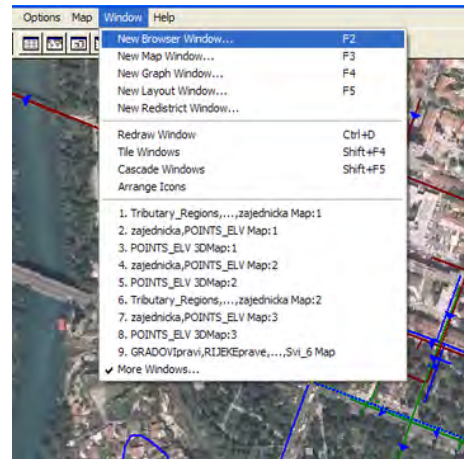 Options Map Window Help
New Browser Window... F2
New Map Window... F3
New Graph Window... F4
New Layout Window... F5
New Redistrict Window...
Redraw Window Ctrl+D
Tile Windows Shift+F4
Cascade Windows Shift+F5
Arrange Icons
1. Tributary_Regions,...,zajednicka Map:1
2. zajednicka,POINTS_ELV Map:1
3. POINTS_ELV 3DMap:1
4. zajednicka,POINTS_ELV Map:2
5. POINTS_ELV 3DMap:2
6. Tributary_Regions,...,zajednicka Map:2
7. zajednicka,POINTS_ELV Map:3
8. POINTS_ELV 3DMap:3
9. GRADOVIpravi,RIJEKEprave,...,Svi_6 Map
More Windows...